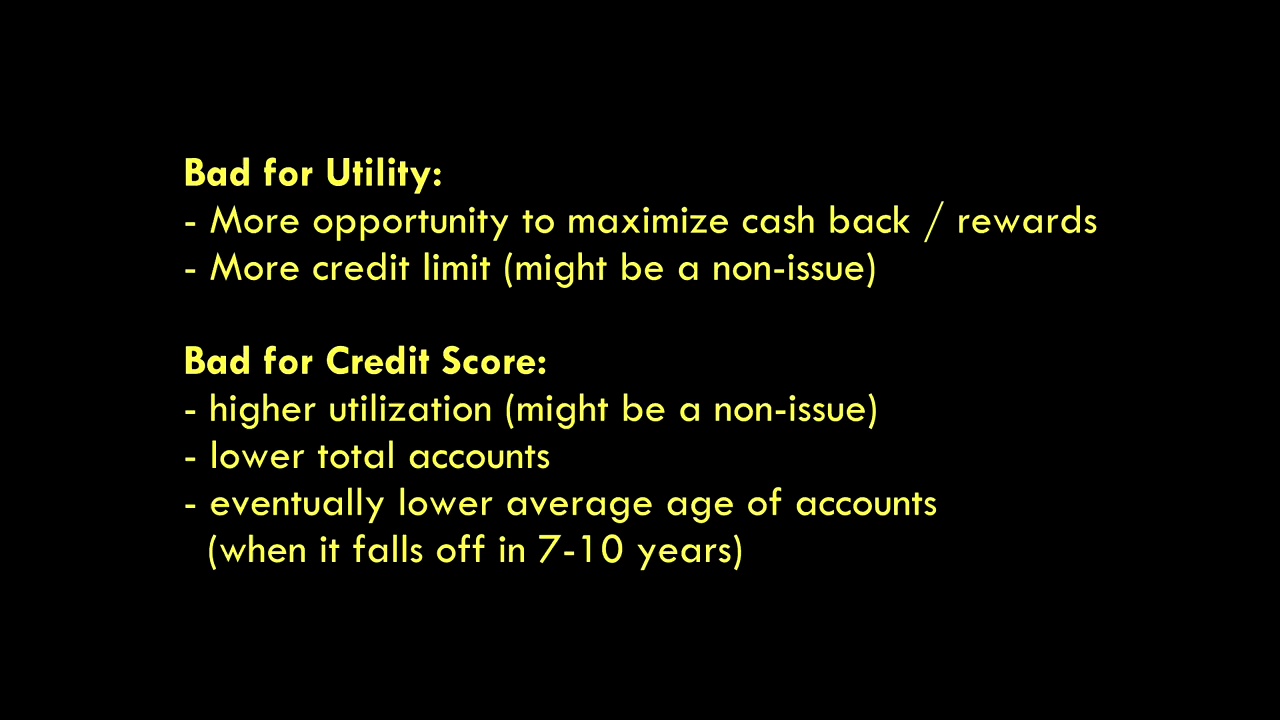 Bad for Utility:
- More opportunity to maximize cash back / rewards
- More credit limit (might be a non-issue)
Bad for Credit Score:
- higher utilization (might be a non-issue)
- lower total accounts
- eventually lower average age of accounts
(when it falls off in 7-10 years)